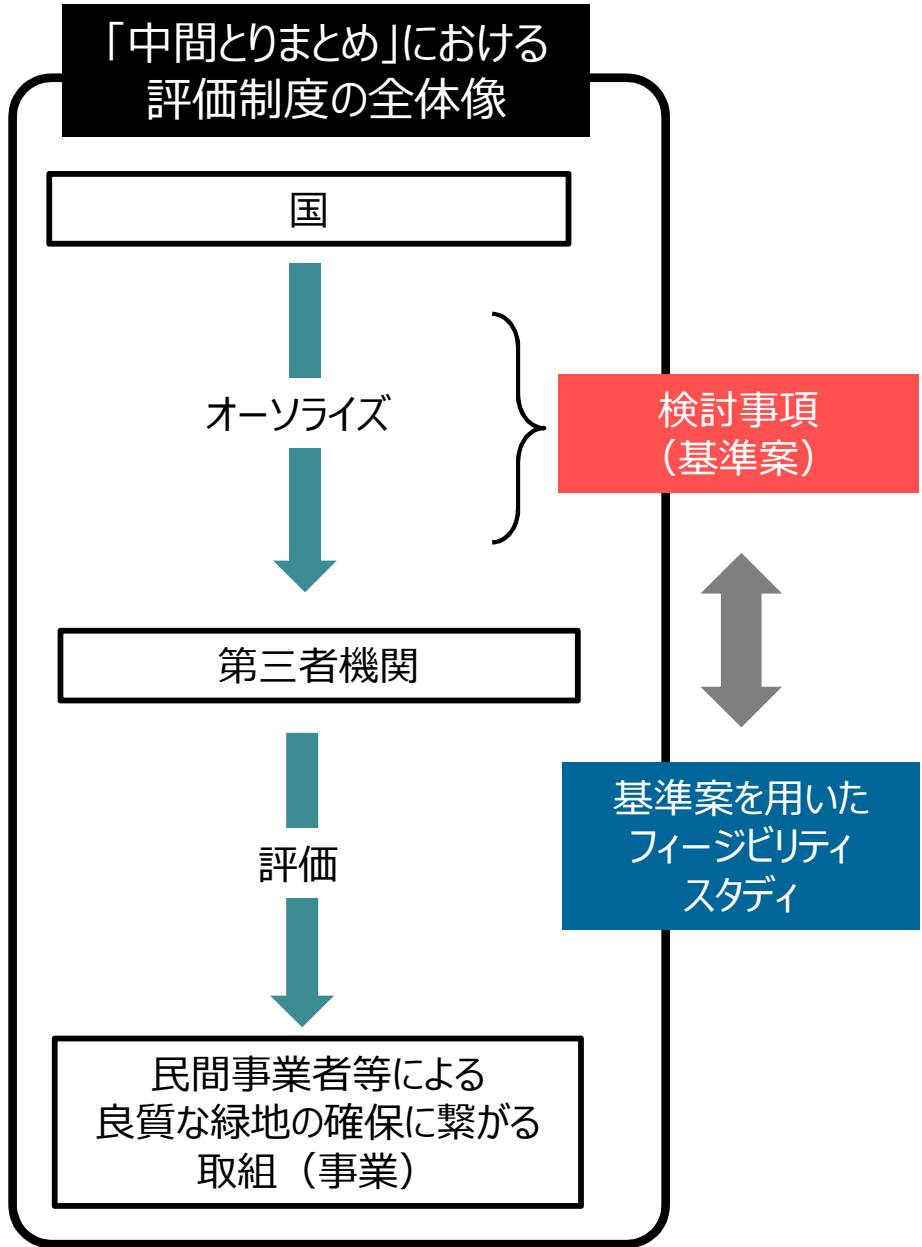 「中間とりまとめ」における
評価制度の全体像
国
オーソライズ
検討事項
（基準案）
第三者機関
基準案を用いた
フィージビリティ
スタディ
評価
民間事業者等による
良質な緑地の確保に繋がる
取組（事業）